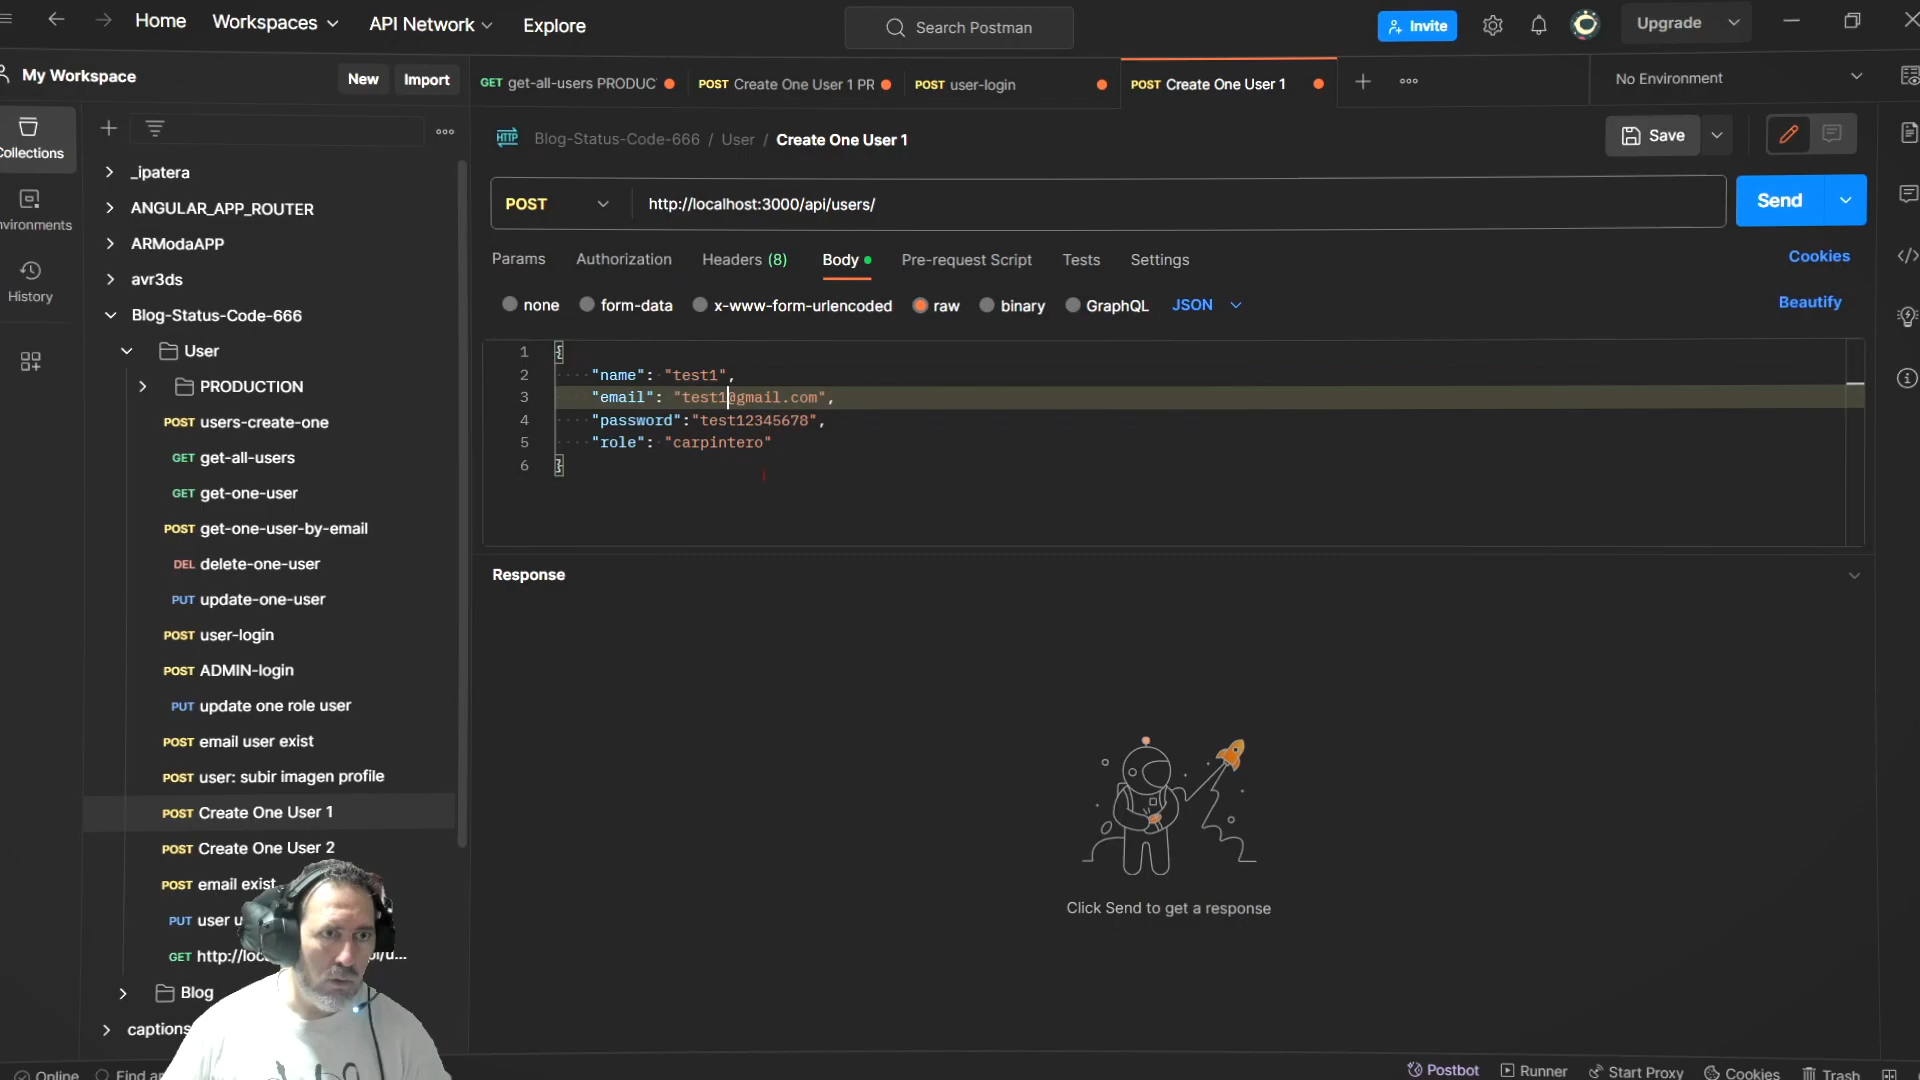 Home
Workspaces
API Network
Explore
Search Postman
Invite
Upgrade
My Workspace
New
Import
GET get-all-users PRODUC
POST Create One User 1 PR
POST user-login
POST Create One User 1
No Environment
Collections
_ipatera
ANGULAR_APP_ROUTER
ARModaAPP
avr3ds
Blog-Status-Code-666
User
PRODUCTION
POST users-create-one
GET get-all-users
GET get-one-user
POST get-one-user-by-email
DEL delete-one-user
PUT update-one-user
POST user-login
POST ADMIN-login
PUT update one role user
POST email user exist
POST user: subir imagen profile
POST Create One User 1
POST Create One User 2
POST email exist
PUT user u
GET http://loc
Blog
captions
nvironments
History
HTTP Blog-Status-Code-666 / User / Create One User 1
Save
POST http://localhost:3000/api/users/
Send
Params
Authorization
Headers (8)
Body
Pre-request Script
Tests
Settings
Cookies
none
form-data
x-www-form-urlencoded
raw
binary
GraphQL
JSON
Beautify
1 {
2 "name": "test1",
3 "email": "test1@gmail.com",
4 "password":"test12345678",
5 "role": "carpintero"
6 }
Response
Click Send to get a response
Online
Find a
Postbot
Runner
Start Proxy
Cookies
Trash